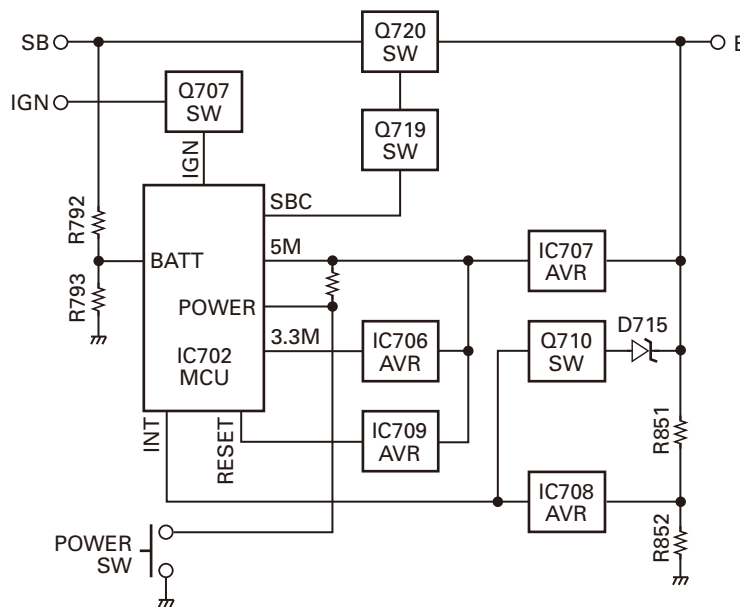 SB
Q720
SW
B
IGN
Q707
SW
Q719
SW
IGN
SBC
R792
5M
IC707
AVR
BATT
R793
POWER
D715
3.3M
Q710
SW
IC702
MCU
IC706
AVR
R851
INT
RESET
IC709
AVR
IC708
AVR
R852
POWER
SW